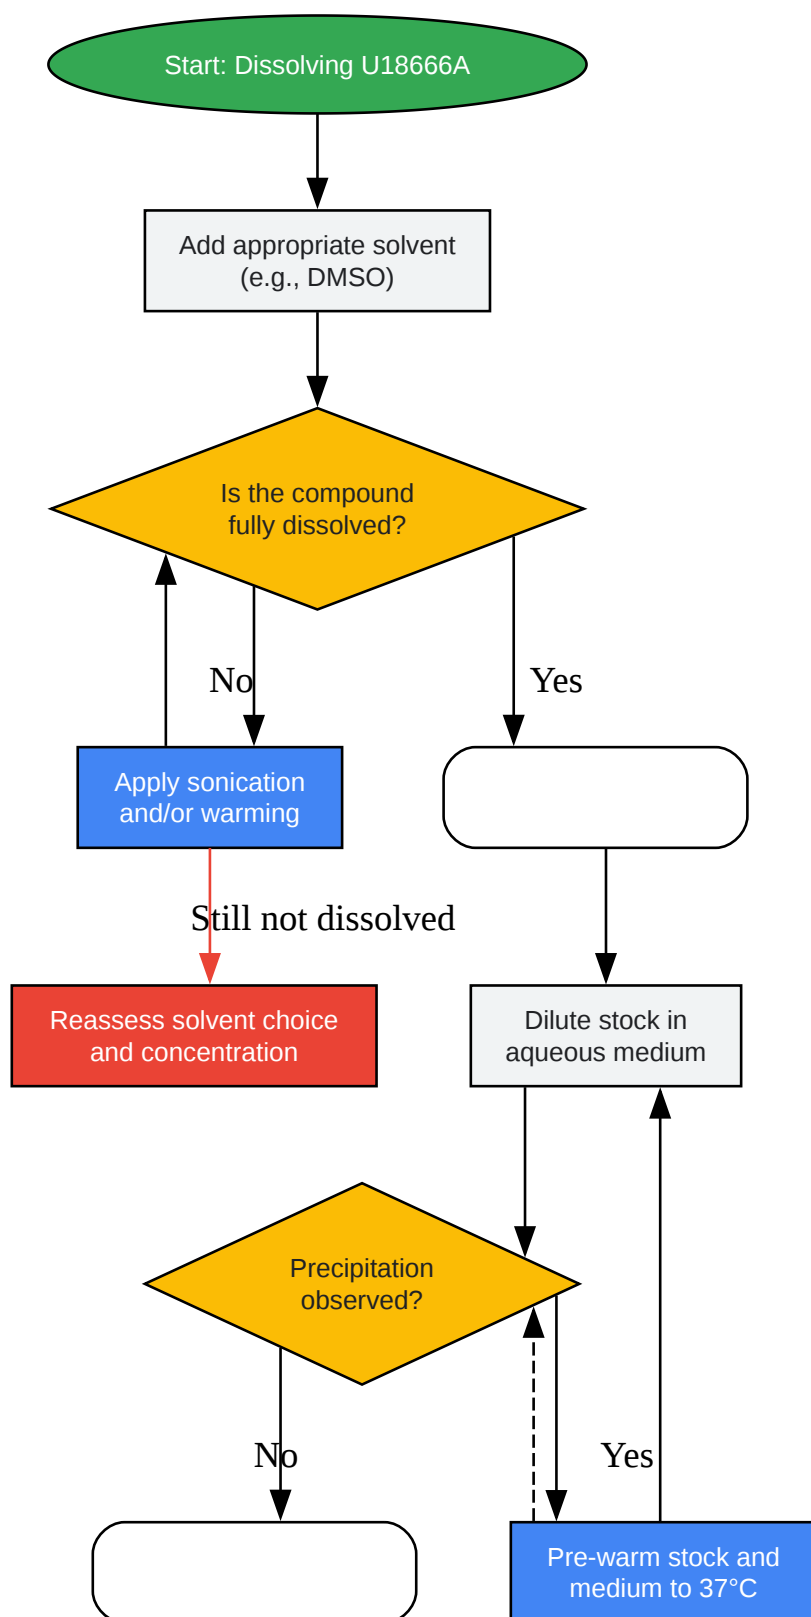 Start: Dissolving U18666A
Add appropriate solvent
(e.g., DMSO)
Is the compound
fully dissolved?
No
Yes
Apply sonication
and/or warming
Still not dissolved
Reassess solvent choice
and concentration
Dilute stock in
aqueous medium
Precipitation
observed?
No
Yes
Pre-warm stock and
medium to 37°C